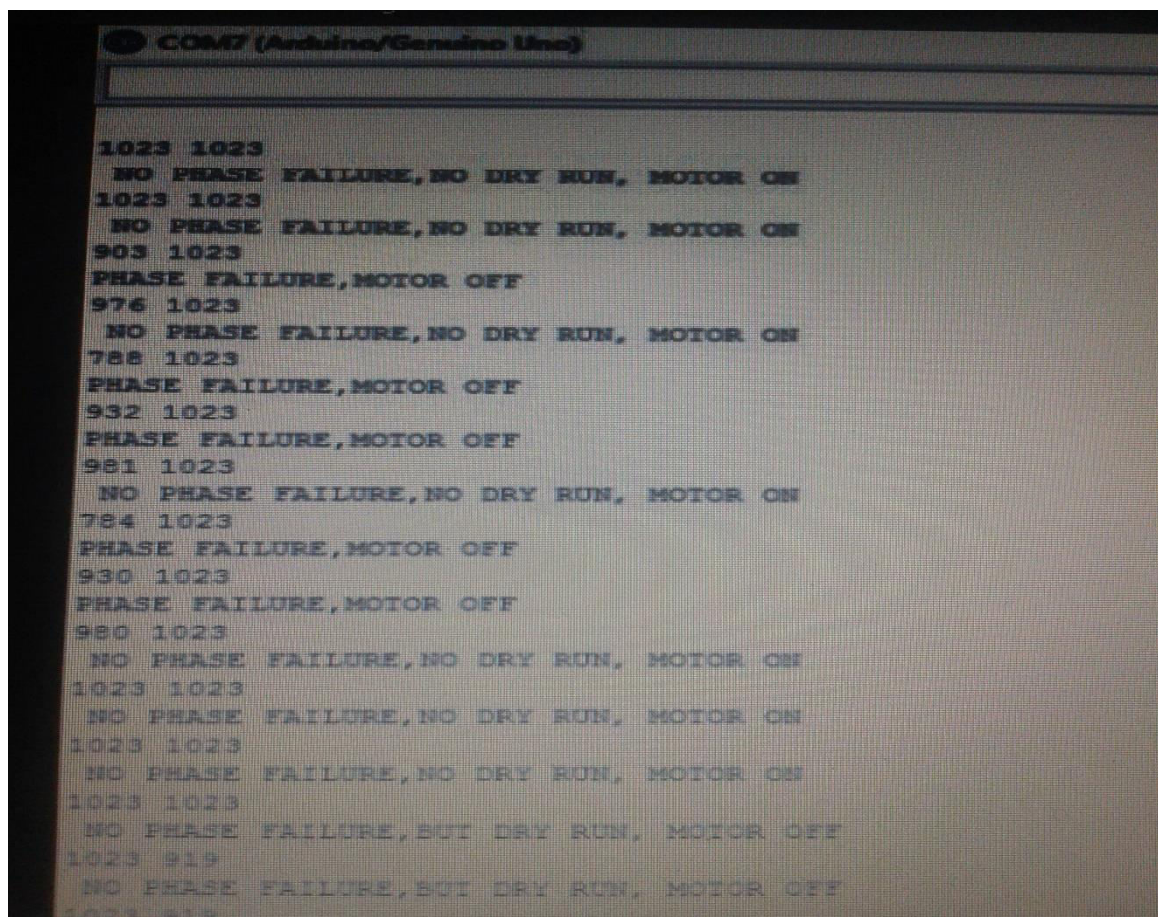 COM7 (Arduino/Genuino Uno)
1023 1023
NO PHASE FAILURE,NO DRY RUN, MOTOR ON
1023 1023
NO PHASE FAILURE,NO DRY RUN, MOTOR ON
903 1023
PHASE FAILURE,MOTOR OFF
976 1023
NO PHASE FAILURE,NO DRY RUN, MOTOR ON
788 1023
PHASE FAILURE,MOTOR OFF
932 1023
PHASE FAILURE,MOTOR OFF
981 1023
NO PHASE FAILURE,NO DRY RUN, MOTOR ON
784 1023
PHASE FAILURE,MOTOR OFF
930 1023
PHASE FAILURE,MOTOR OFF
980 1023
NO PHASE FAILURE,NO DRY RUN, MOTOR ON
1023 1023
NO PHASE FAILURE,NO DRY RUN, MOTOR ON
1023 1023
NO PHASE FAILURE,NO DRY RUN, MOTOR ON
1023 1023
NO PHASE FAILURE,BUT DRY RUN, MOTOR OFF
1023 919
NO PHASE FAILURE,BUT DRY RUN, MOTOR OFF
1023